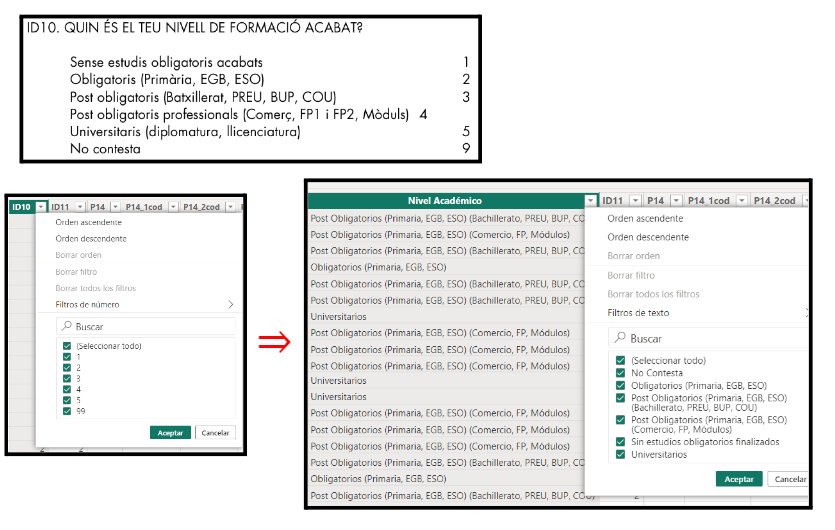 ID10. QUIN ÉS EL TEU NIVELL DE FORMACIÓ ACABAT?
Sense estudis obligatoris acabats 1
Obligatoris (Primària, EGB, ESO) 2
Post obligatoris (Batxillerat, PREU, BUP, COU) 3
Post obligatoris professionals (Comerç, FP1 i FP2, Mòduls) 4
Universitaris (diplomatura, llicenciatura) 5
No contesta 9
ID10 ID11 P14 P14_1cod P14_2cod
Orden ascendente
Orden descendente
Borrar orden
Borrar filtro
Borrar todos los filtros
Filtros de número
Buscar
(Seleccionar todo)
1
2
3
4
5
99
Aceptar Cancelar
Nivel Académico ID11 P14 P14_1cod P14_2cod
Post Obligatorios (Primaria, EGB, ESO) (Bachillerato, PREU, BUP, CO
Post Obligatorios (Primaria, EGB, ESO) (Comercio, FP, Módulos)
Post Obligatorios (Primaria, EGB, ESO) (Bachillerato, PREU, BUP, CO
Obligatorios (Primaria, EGB, ESO)
Post Obligatorios (Primaria, EGB, ESO) (Bachillerato, PREU, BUP, CO
Post Obligatorios (Primaria, EGB, ESO) (Bachillerato, PREU, BUP, CO
Universitarios
Post Obligatorios (Primaria, EGB, ESO) (Comercio, FP, Módulos)
Post Obligatorios (Primaria, EGB, ESO) (Comercio, FP, Módulos)
Post Obligatorios (Primaria, EGB, ESO) (Comercio, FP, Módulos)
Universitarios
Universitarios
Post Obligatorios (Primaria, EGB, ESO) (Comercio, FP, Módulos)
Post Obligatorios (Primaria, EGB, ESO) (Comercio, FP, Módulos)
Post Obligatorios (Primaria, EGB, ESO) (Comercio, FP, Módulos)
Post Obligatorios (Primaria, EGB, ESO) (Bachillerato, PREU, BUP, CO
Obligatorios (Primaria, EGB, ESO)
Post Obligatorios (Primaria, EGB, ESO) (Bachillerato, PREU, BUP, COU)
Orden ascendente
Orden descendente
Borrar orden
Borrar filtro
Borrar todos los filtros
Filtros de texto
Buscar
(Seleccionar todo)
No Contesta
Obligatorios (Primaria, EGB, ESO)
Post Obligatorios (Primaria, EGB, ESO)
(Bachillerato, PREU, BUP, COU)
Post Obligatorios (Primaria, EGB, ESO)
(Comercio, FP, Módulos)
Sin estudios obligatorios finalizados
Universitarios
Aceptar Cancelar